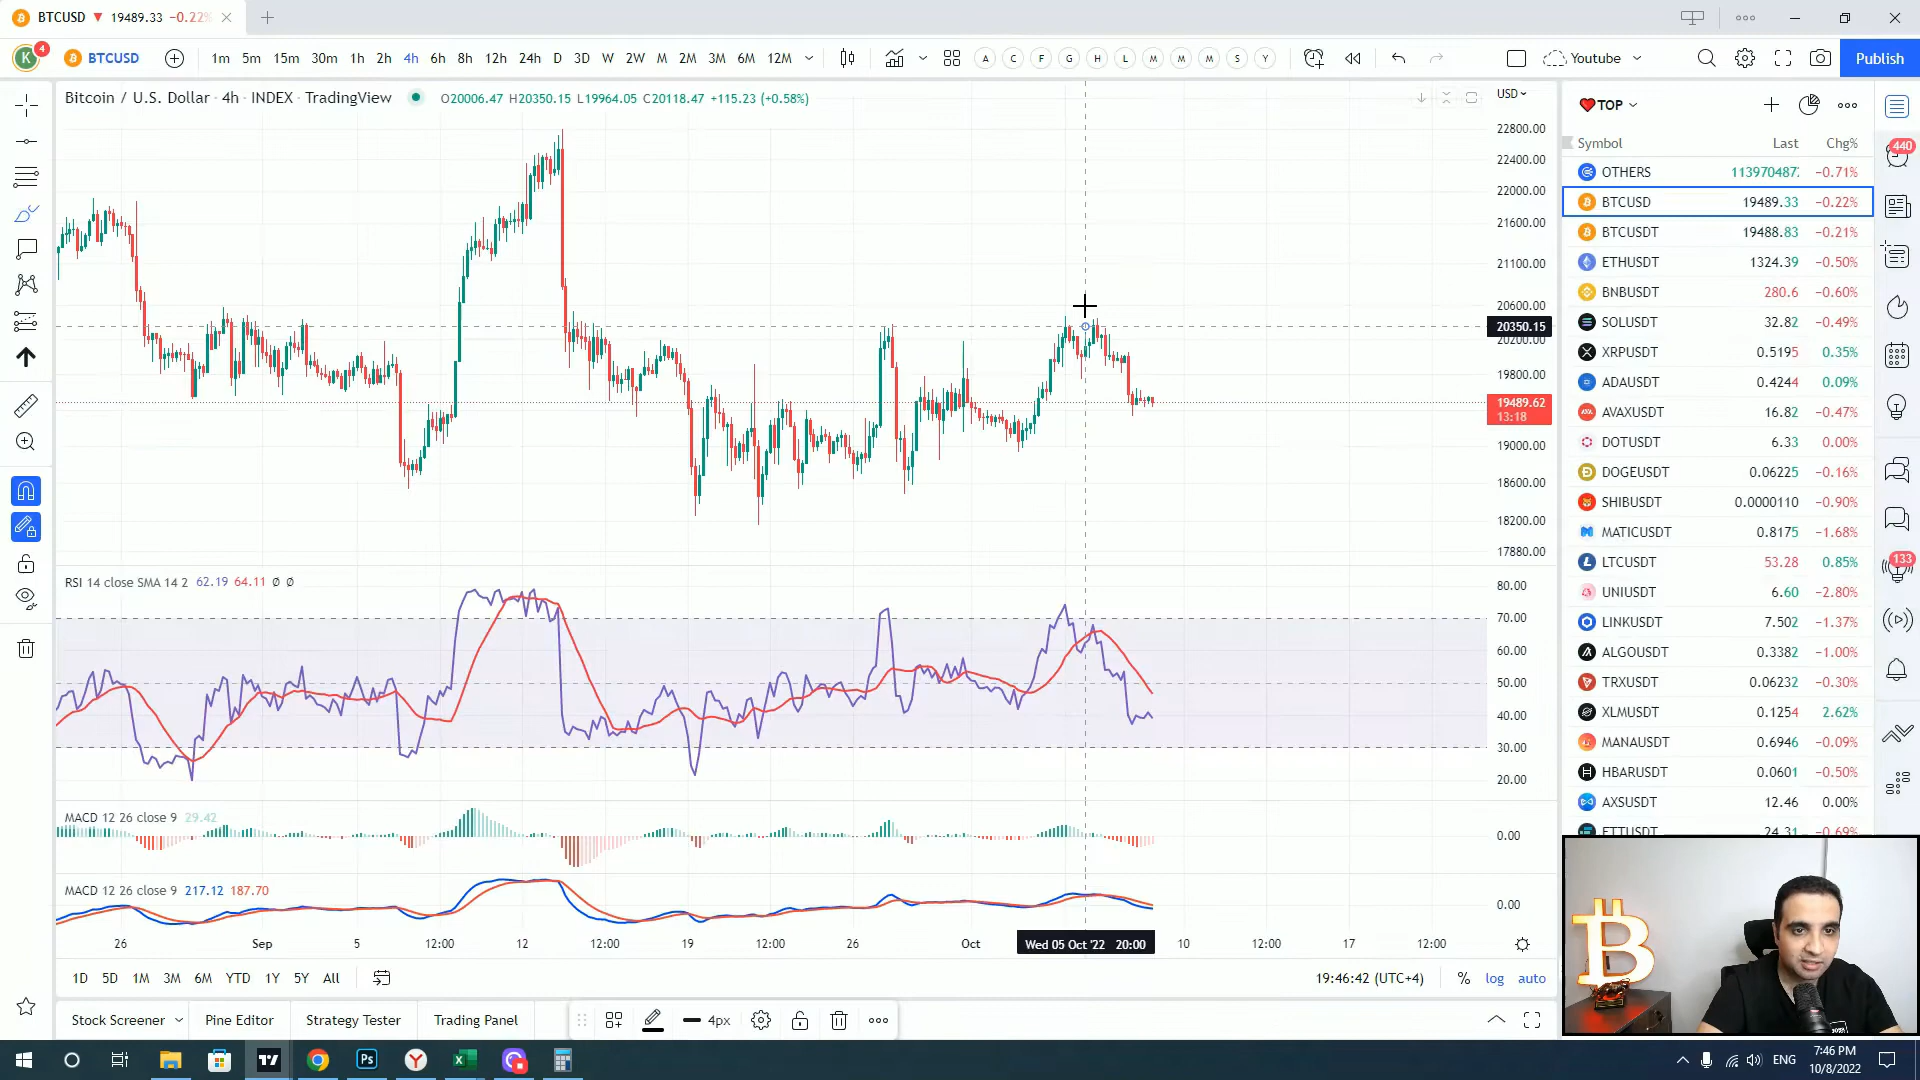 BTCUSD ▼ 19489.33 −0.22%
K 4 BTCUSD 1m 5m 15m 30m 1h 2h 4h 6h 8h 12h 24h D 3D W 2W M 2M 3M 6M 12M A C F G H L M M M S Y Youtube Publish
Bitcoin / U.S. Dollar · 4h · INDEX · TradingView O20006.47 H20350.15 L19964.05 C20118.47 +115.23 (+0.58%)
USD
22800.00
22400.00
22000.00
21600.00
21100.00
20600.00
20350.15
20200.00
19800.00
19489.62
13:18
19000.00
18600.00
18200.00
17880.00
RSI 14 close SMA 14 2 62.19 64.11 Ø Ø
80.00
70.00
60.00
50.00
40.00
30.00
20.00
MACD 12 26 close 9 29.42
0.00
MACD 12 26 close 9 217.12 187.70
0.00
26 Sep 5 12:00 12 12:00 19 12:00 26 Oct Wed 05 Oct '22 20:00 10 12:00 17 12:00
1D 5D 1M 3M 6M YTD 1Y 5Y All 19:46:42 (UTC+4) % log auto
Stock Screener Pine Editor Strategy Tester Trading Panel 4px
TOP
Symbol Last Chg%
OTHERS 113970487 −0.71%
BTCUSD 19489.33 −0.22%
BTCUSDT 19488.83 −0.21%
ETHUSDT 1324.39 −0.50%
BNBUSDT 280.6 −0.60%
SOLUSDT 32.82 −0.49%
XRPUSDT 0.5195 0.35%
ADAUSDT 0.4244 0.09%
AVAXUSDT 16.82 −0.47%
DOTUSDT 6.33 0.00%
DOGEUSDT 0.06225 −0.16%
SHIBUSDT 0.0000110 −0.90%
MATICUSDT 0.8175 −1.68%
LTCUSDT 53.28 0.85%
UNIUSDT 6.60 −2.80%
LINKUSDT 7.502 −1.37%
ALGOUSDT 0.3382 −1.00%
TRXUSDT 0.06232 −0.30%
XLMUSDT 0.1254 2.62%
MANAUSDT 0.6946 −0.09%
HBARUSDT 0.0601 −0.50%
AXSUSDT 12.46 0.00%
24.31 −0.69%
440
133
Ps ENG 7:46 PM
10/8/2022